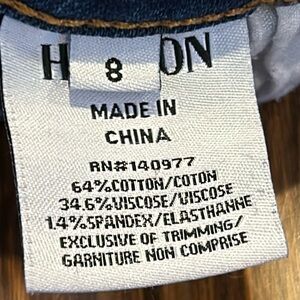 H 8 ON
MADE IN
CHINA
RN#140977
64%COTTON/COTON
34.6%VISCOSE/VISCOSE
1.4%SPANDEX/ELASTHANNE
EXCLUSIVE OF TRIMMING/
GARNITURE NON COMPRISE